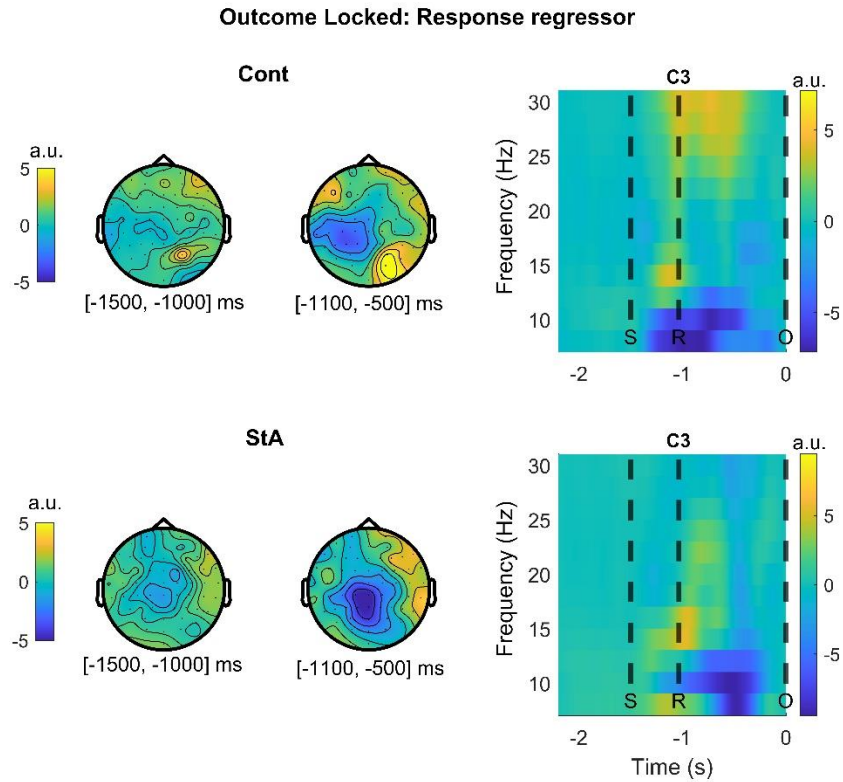 Outcome Locked: Response regressor
Cont
a.u.
5
0
-5
[-1500, -1000] ms
[-1100, -500] ms
C3
a.u.
Frequency (Hz)
30
25
20
15
10
S
R
O
-2
-1
0
5
0
-5
StA
a.u.
5
0
-5
[-1500, -1000] ms
[-1100, -500] ms
C3
a.u.
Frequency (Hz)
30
25
20
15
10
S
R
O
-2
-1
0
Time (s)
5
0
-5